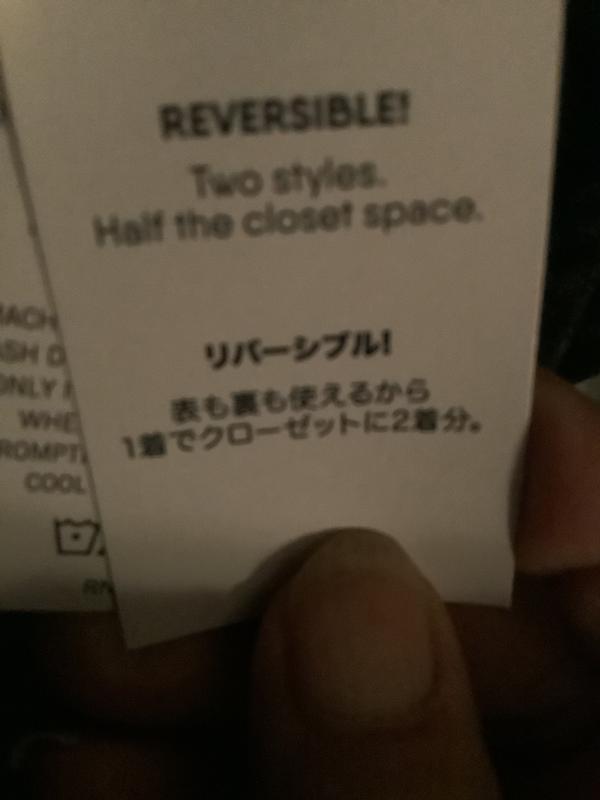 REVERSIBLE!
Two styles.
Half the closet space.
リバーシブル!
表も裏も使えるから
1着でクローゼットに2着分。
ONLY
COOL